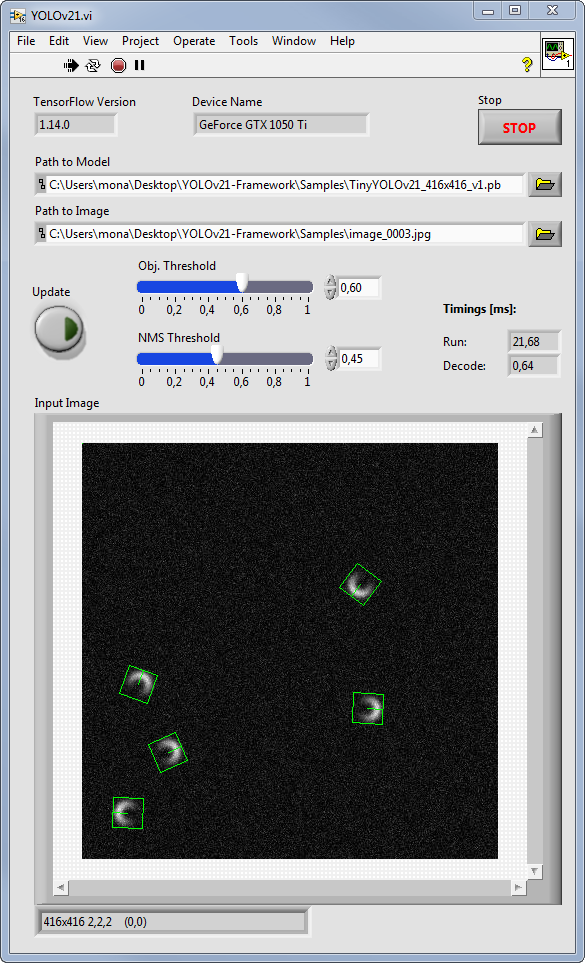 YOLOv21.vi
File Edit View Project Operate Tools Window Help
? 1
TensorFlow Version Device Name Stop
1.14.0 GeForce GTX 1050 Ti STOP
Path to Model
C:\Users\mona\Desktop\YOLOv21-Framework\Samples\TinyYOLOv21_416x416_v1.pb
Path to Image
C:\Users\mona\Desktop\YOLOv21-Framework\Samples\image_0003.jpg
Obj. Threshold
Update 0,60
0 0,2 0,4 0,6 0,8 1
Timings [ms]:
NMS Threshold Run: 21,68
0,45
Decode: 0,64
0 0,2 0,4 0,6 0,8 1
Input Image
416x416 2,2,2 (0,0)